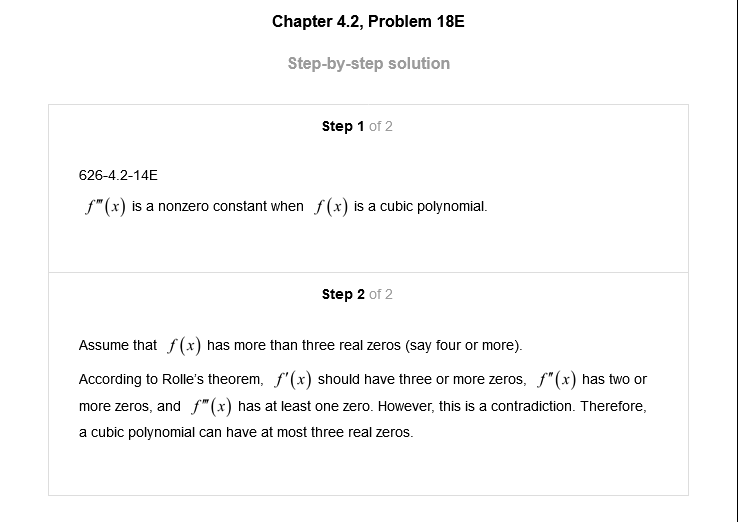 Chapter 4.2, Problem 18E
Step-by-step solution
Step 1 of 2
626-4.2-14E
f‴(x) is a nonzero constant when f(x) is a cubic polynomial.
Step 2 of 2
Assume that f(x) has more than three real zeros (say four or more).
According to Rolle's theorem, f′(x) should have three or more zeros, f″(x) has two or
more zeros, and f‴(x) has at least one zero. However, this is a contradiction. Therefore,
a cubic polynomial can have at most three real zeros.